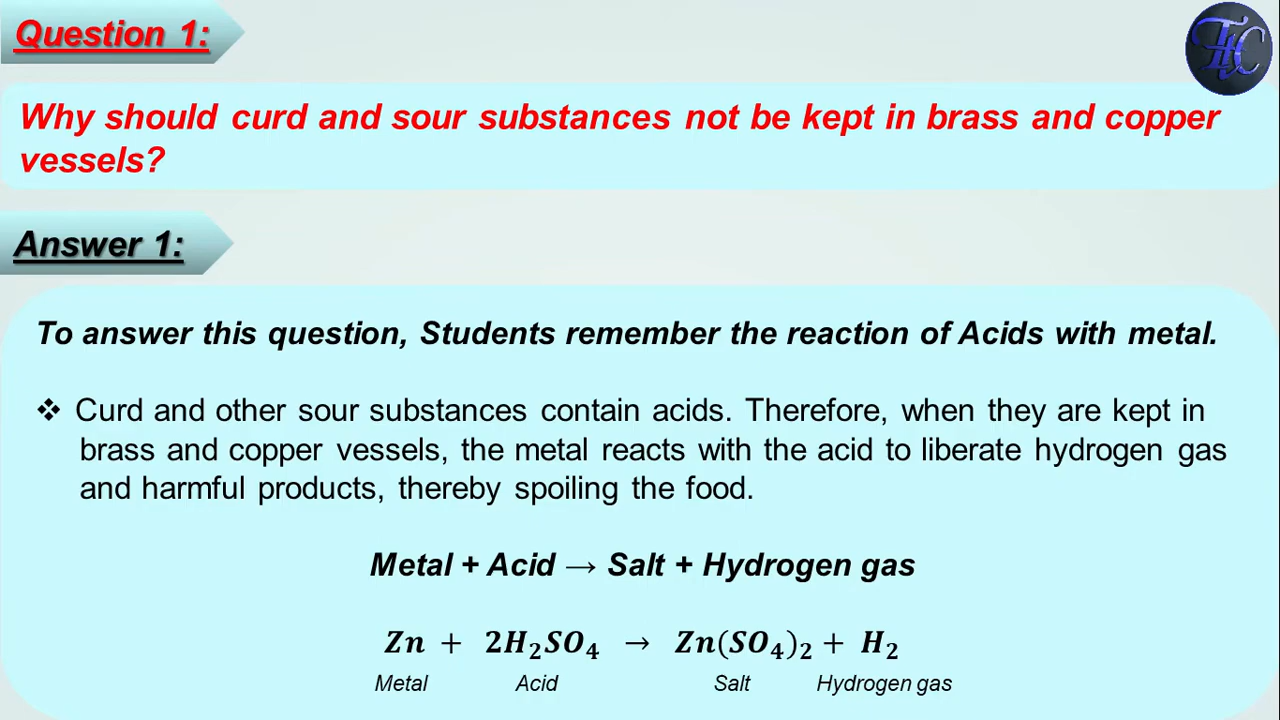 Question 1:
Why should curd and sour substances not be kept in brass and copper
vessels?
Answer 1:
To answer this question, Students remember the reaction of Acids with metal.
❖ Curd and other sour substances contain acids. Therefore, when they are kept in
brass and copper vessels, the metal reacts with the acid to liberate hydrogen gas
and harmful products, thereby spoiling the food.
Metal + Acid → Salt + Hydrogen gas
Zn + 2H₂SO₄ → Zn(SO₄)₂ + H₂
Metal Acid Salt Hydrogen gas